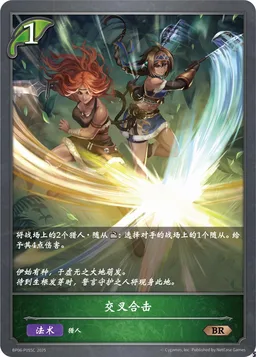 1
将战场上的2个猎人·随从：选择对手的战场上的1个随从。给
予其4点伤害。
伊始有种，于虚无之大地萌发。
待到生根发芽时，誓言守护之人将现身此地。
交叉合击
法术 猎人 BR